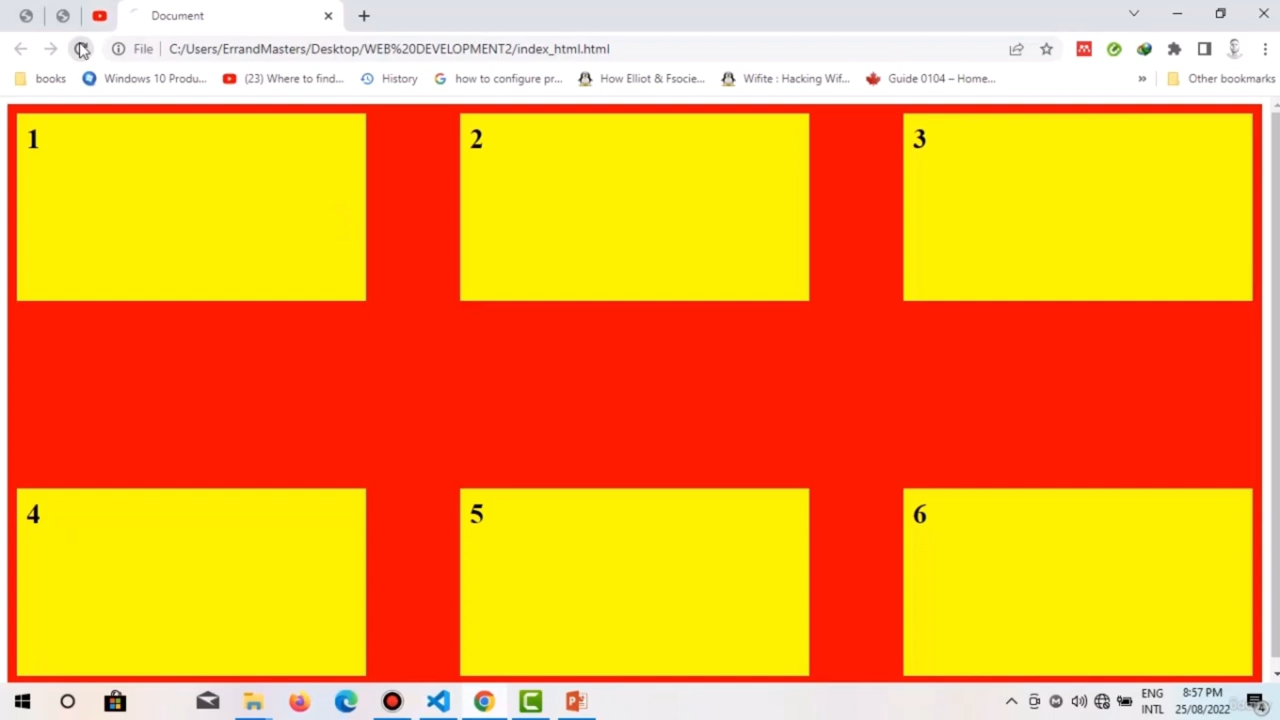 Document
File
C:/Users/ErrandMasters/Desktop/WEB%20DEVELOPMENT2/index_html.html
books Windows 10 Produ... (23) Where to find... History how to configure pr... How Elliot & Fsocie... Wifite : Hacking Wif... Guide 0104 – Home... » Other bookmarks
1 2 3
4 5 6
ENG 8:57 PM
INTL 25/08/2022
4